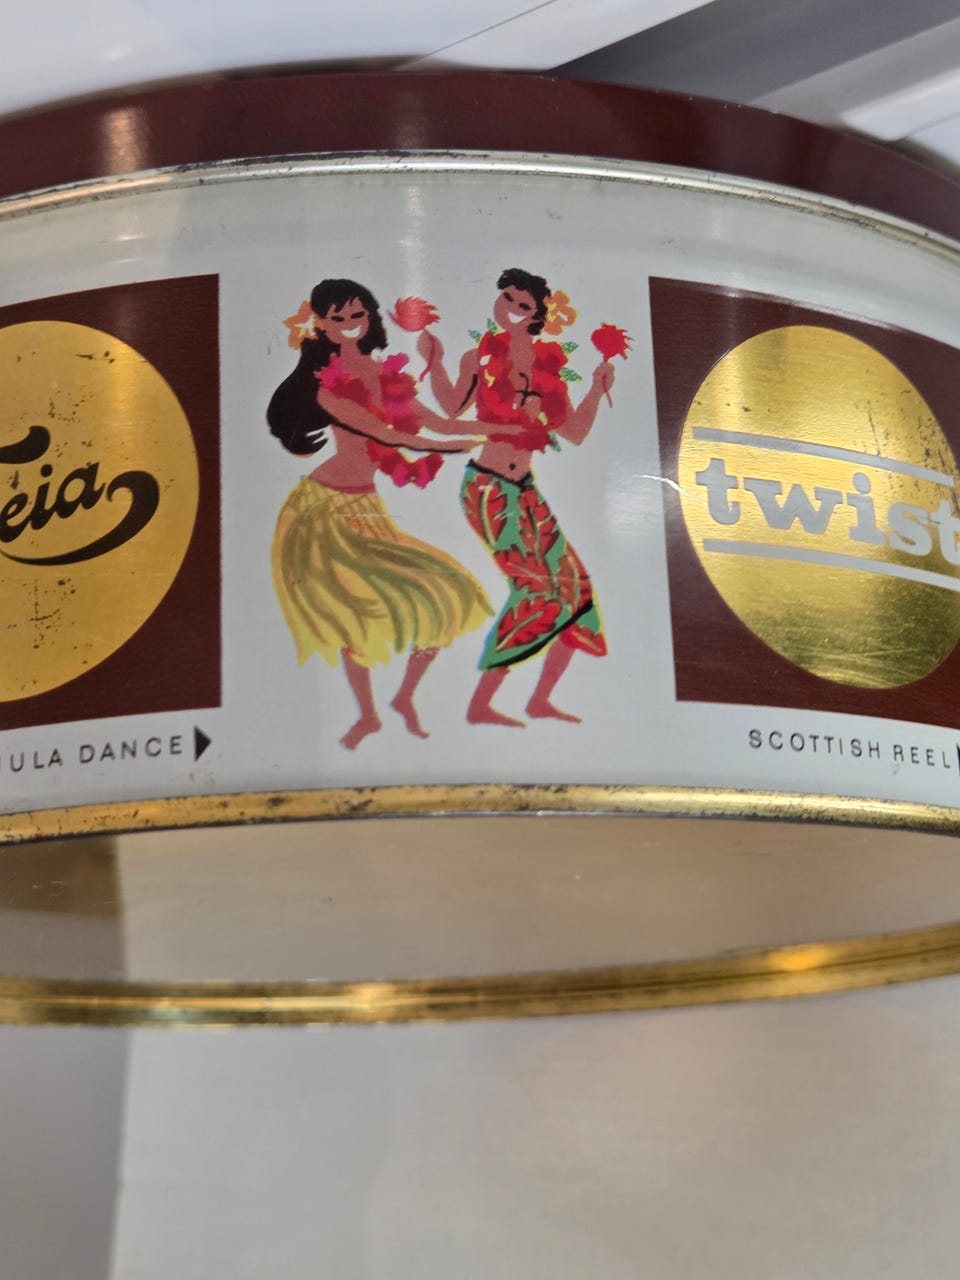 eia
twist
HULA DANCE
SCOTTISH REEL